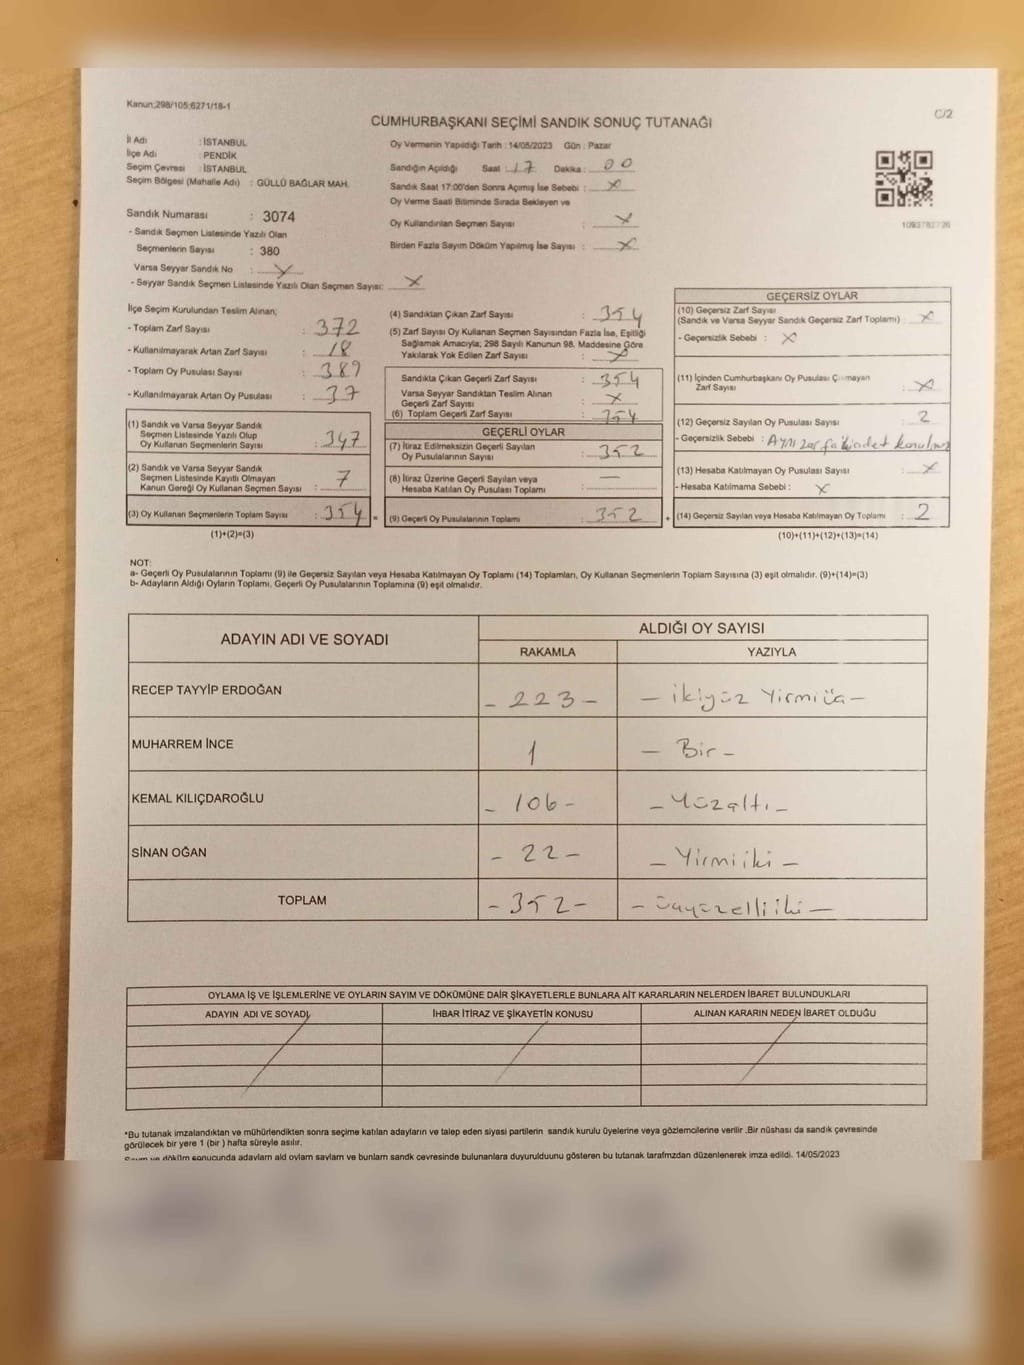 Kanun;298/105;6271/18-1
C/2
CUMHURBAŞKANI SEÇİMİ SANDIK SONUÇ TUTANAĞI
İl Adı : İSTANBUL
İlçe Adı : PENDİK
Seçim Çevresi : İSTANBUL
Seçim Bölgesi (Mahalle Adı) : GÜLLÜ BAĞLAR MAH.
Sandık Numarası : 3074
- Sandık Seçmen Listesinde Yazılı Olan
Seçmenlerin Sayısı : 380
Varsa Seyyar Sandık No : X
- Seyyar Sandık Seçmen Listesinde Yazılı Olan Seçmen Sayısı: X
Oy Vermenin Yapıldığı Tarih : 14/05/2023 Gün : Pazar
Sandığın Açıldığı Saat : 17 Dakika : 00
Sandık Saat 17:00'den Sonra Açımış İse Sebebi : X
Oy Verme Saati Bitiminde Sırada Bekleyen ve
Oy Kullandırılan Seçmen Sayısı : X
Birden Fazla Sayım Döküm Yapılmış İse Sayısı : X
1093782726
İlçe Seçim Kurulundan Teslim Alınan;
- Toplam Zarf Sayısı : 372
- Kullanılmayarak Artan Zarf Sayısı : 18
- Toplam Oy Pusulası Sayısı : 389
- Kullanılmayarak Artan Oy Pusulası : 37
(1) Sandık ve Varsa Seyyar Sandık
Seçmen Listesinde Yazılı Olup
Oy Kullanan Seçmenlerin Sayısı : 347
(2) Sandık ve Varsa Seyyar Sandık
Seçmen Listesinde Kayıtlı Olmayan
Kanun Gereği Oy Kullanan Seçmen Sayısı : 7
(3) Oy Kullanan Seçmenlerin Toplam Sayısı : 354 =
(1)+(2)=(3)
(4) Sandıktan Çıkan Zarf Sayısı : 354
(5) Zarf Sayısı Oy Kullanan Seçmen Sayısından Fazla İse, Eşitliği
Sağlamak Amacıyla; 298 Sayılı Kanunun 98. Maddesine Göre
Yakılarak Yok Edilen Zarf Sayısı : X
Sandıkta Çıkan Geçerli Zarf Sayısı : 354
Varsa Seyyar Sandıktan Teslim Alınan
Geçerli Zarf Sayısı : X
(6) Toplam Geçerli Zarf Sayısı : 354
GEÇERLİ OYLAR
(7) İtiraz Edilmeksizin Geçerli Sayılan
Oy Pusulalarının Sayısı : 352
(8) İtiraz Üzerine Geçerli Sayılan veya
Hesaba Katılan Oy Pusulası Toplamı : —
(9) Geçerli Oy Pusulalarının Toplamı : 352 +
GEÇERSİZ OYLAR
(10) Geçersiz Zarf Sayısı
(Sandık ve Varsa Seyyar Sandık Geçersiz Zarf Toplamı) : X
- Geçersizlik Sebebi : X
(11) İçinden Cumhurbaşkanı Oy Pusulası Çıkmayan
Zarf Sayısı : X
(12) Geçersiz Sayılan Oy Pusulası Sayısı : 2
- Geçersizlik Sebebi : Aynı zarfa
(13) Hesaba Katılmayan Oy Pusulası Sayısı : X
- Hesaba Katılmama Sebebi : X
(14) Geçersiz Sayılan veya Hesaba Katılmayan Oy Toplamı : 2
(10)+(11)+(12)+(13)=(14)
NOT:
a- Geçerli Oy Pusulalarının Toplamı (9) ile Geçersiz Sayılan veya Hesaba Katılmayan Oy Toplamı (14) Toplamları, Oy Kullanan Seçmenlerin Toplam Sayısına (3) eşit olmalıdır. (9)+(14)=(3)
b- Adayların Aldığı Oyların Toplamı, Geçerli Oy Pusulalarının Toplamına (9) eşit olmalıdır.
ADAYIN ADI VE SOYADI
ALDIĞI OY SAYISI
RAKAMLA YAZIYLA
RECEP TAYYİP ERDOĞAN - 223 - - İkiyüz Yirmiüç -
MUHARREM İNCE 1 - Bir -
KEMAL KILIÇDAROĞLU - 106 - - Yüzaltı -
SİNAN OĞAN - 22 - - Yirmiiki -
TOPLAM - 352 - - üçyüzelliiki -
OYLAMA İŞ VE İŞLEMLERİNE VE OYLARIN SAYIM VE DÖKÜMÜNE DAİR ŞİKAYETLERLE BUNLARA AİT KARARLARIN NELERDEN İBARET BULUNDUKLARI
ADAYIN ADI VE SOYADI İHBAR İTİRAZ VE ŞİKAYETİN KONUSU ALINAN KARARIN NEDEN İBARET OLDUĞU
*Bu tutanak imzalandıktan ve mühürlendikten sonra seçime katılan adayların ve talep eden siyasi partilerin sandık kurulu üyelerine veya gözlemcilerine verilir .Bir nüshası da sandık çevresinde
görülecek bir yere 1 (bir ) hafta süreyle asılır.
Sayım ve döküm sonucunda adayların ald oyların sayların ve bunların sandk çevresinde bulunanlara duyurulduunu gösteren bu tutanak tarafmzdan düzenlenerek imza edildi. 14/05/2023